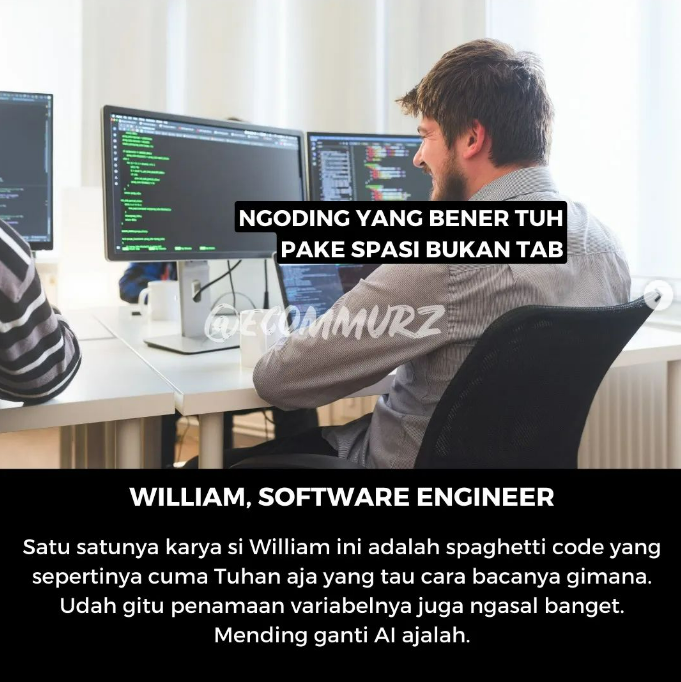 NGODING YANG BENER TUH
PAKE SPASI BUKAN TAB
@ECOMMURZ
WILLIAM, SOFTWARE ENGINEER
Satu satunya karya si William ini adalah spaghetti code yang
sepertinya cuma Tuhan aja yang tau cara bacanya gimana.
Udah gitu penamaan variabelnya juga ngasal banget.
Mending ganti AI ajalah.